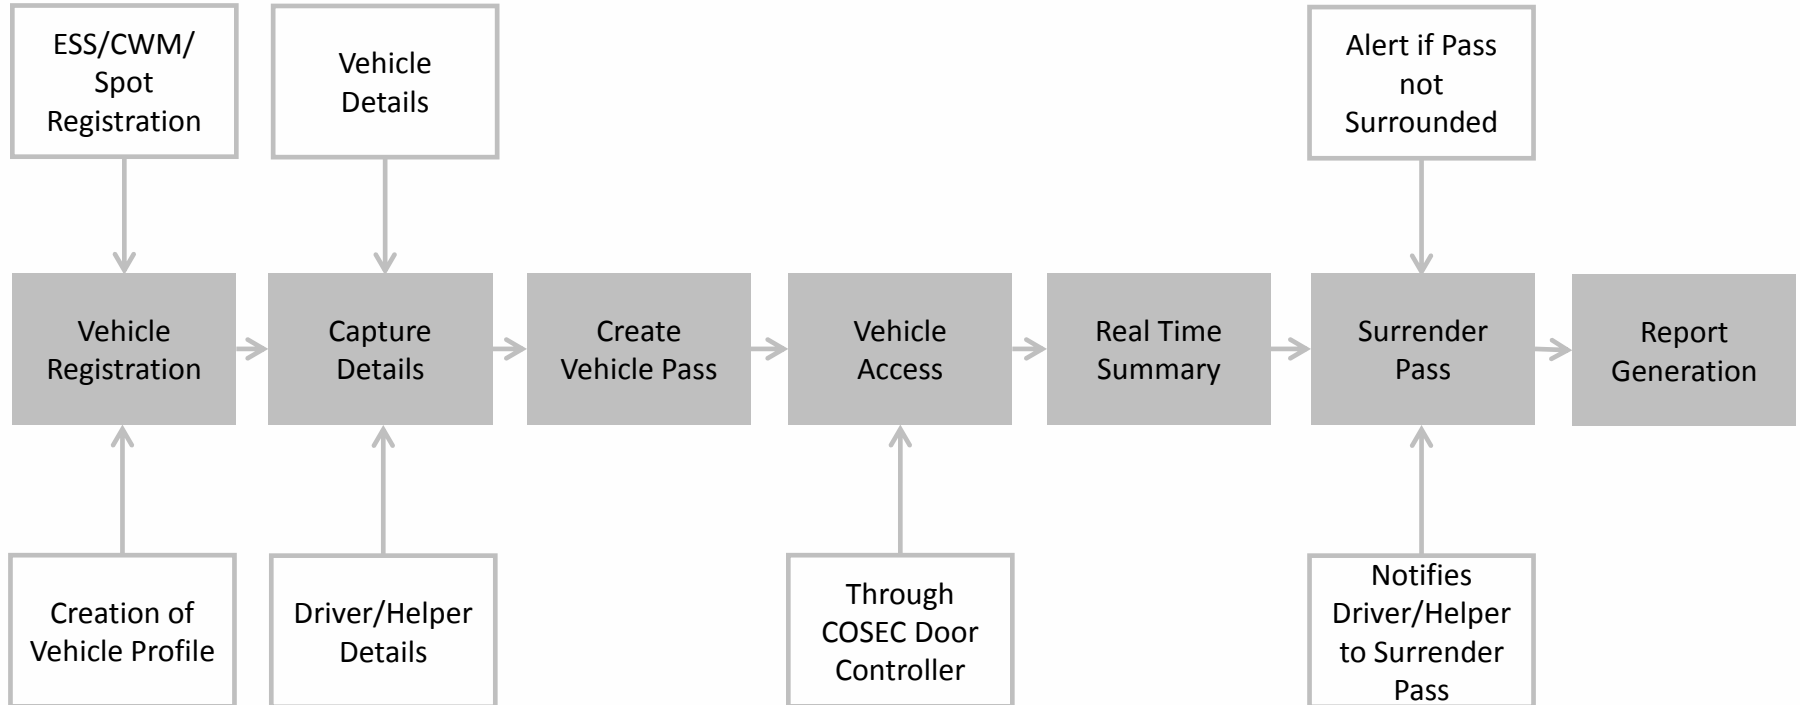 ESS/CWM/
Spot
Registration
Vehicle
Details
Alert if Pass
not
Surrounded
Vehicle
Registration
Capture
Details
Create
Vehicle Pass
Vehicle
Access
Real Time
Summary
Surrender
Pass
Report
Generation
Creation of
Vehicle Profile
Driver/Helper
Details
Through
COSEC Door
Controller
Notifies
Driver/Helper
to Surrender
Pass